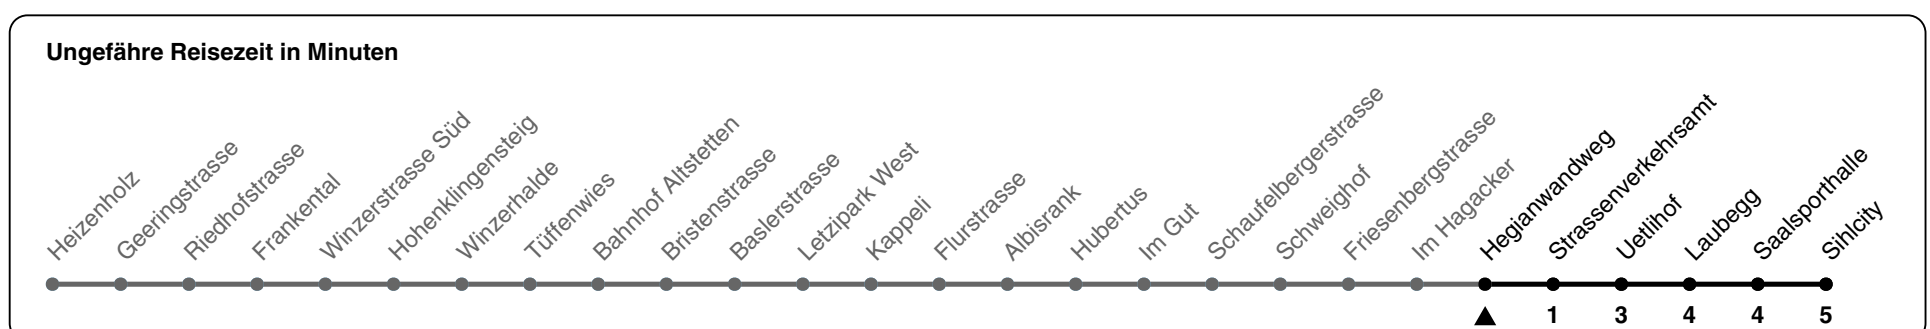 Ungefähre Reisezeit in Minuten
Heizenholz
Geeringstrasse
Riedhofstrasse
Frankental
Winzerstrasse Süd
Hohenklingensteig
Winzerhalde
Tüffenwies
Bahnhof Altstetten
Bristenstrasse
Baslerstrasse
Letzipark West
Kappeli
Flurstrasse
Albisrank
Hubertus
Im Gut
Schaufelbergerstrasse
Schweighof
Friesenbergstrasse
Im Hagacker
Hegianwandweg
Strassenverkehrsamt
Uetlihof
Laubegg
Saalsporthalle
Sihlcity
1 3 4 4 5